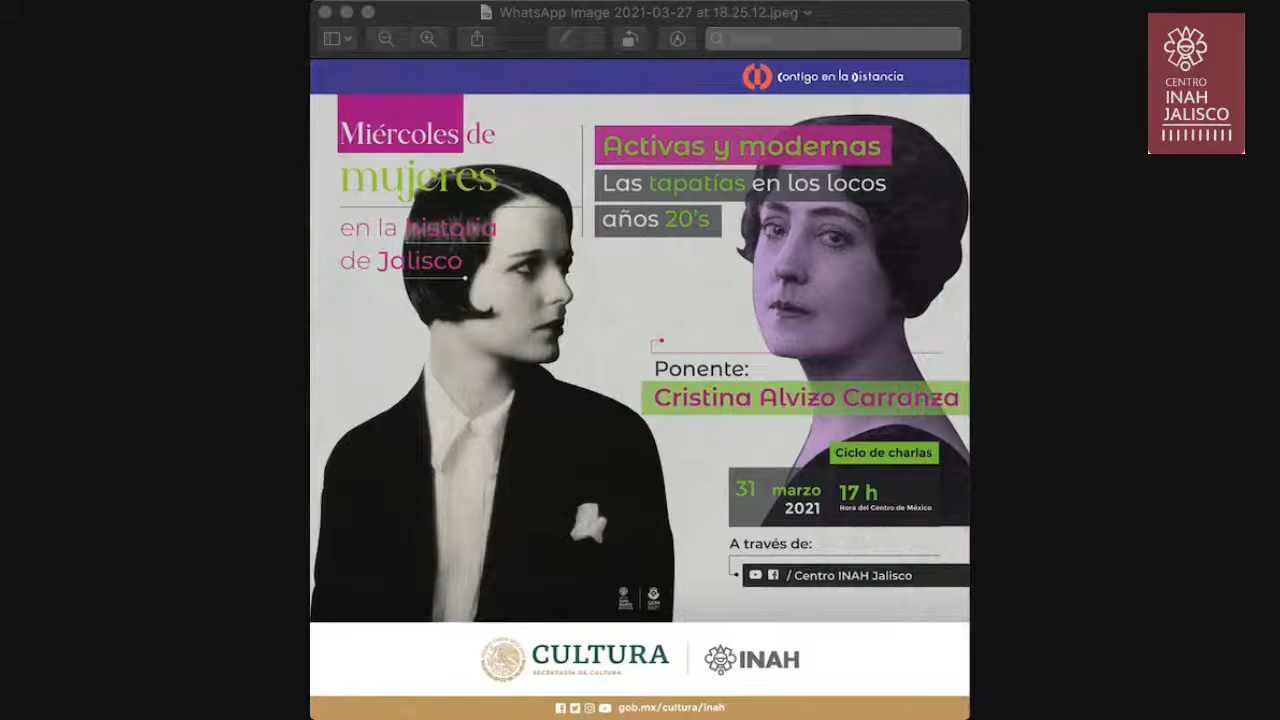 WhatsApp Image 2021-03-27 at 18.25.12.jpeg
CENTRO
INAH
JALISCO
Contigo en la Distancia
Miércoles de
mujeres
en la historia
de Jalisco
Activas y modernas
Las tapatías en los locos
años 20's
Ponente:
Cristina Alvizo Carranza
Ciclo de charlas
31 marzo
2021
17 h
Hora del Centro de México
A través de:
/ Centro INAH Jalisco
CULTURA
SECRETARÍA DE CULTURA
INAH
gob.mx/cultura/inah